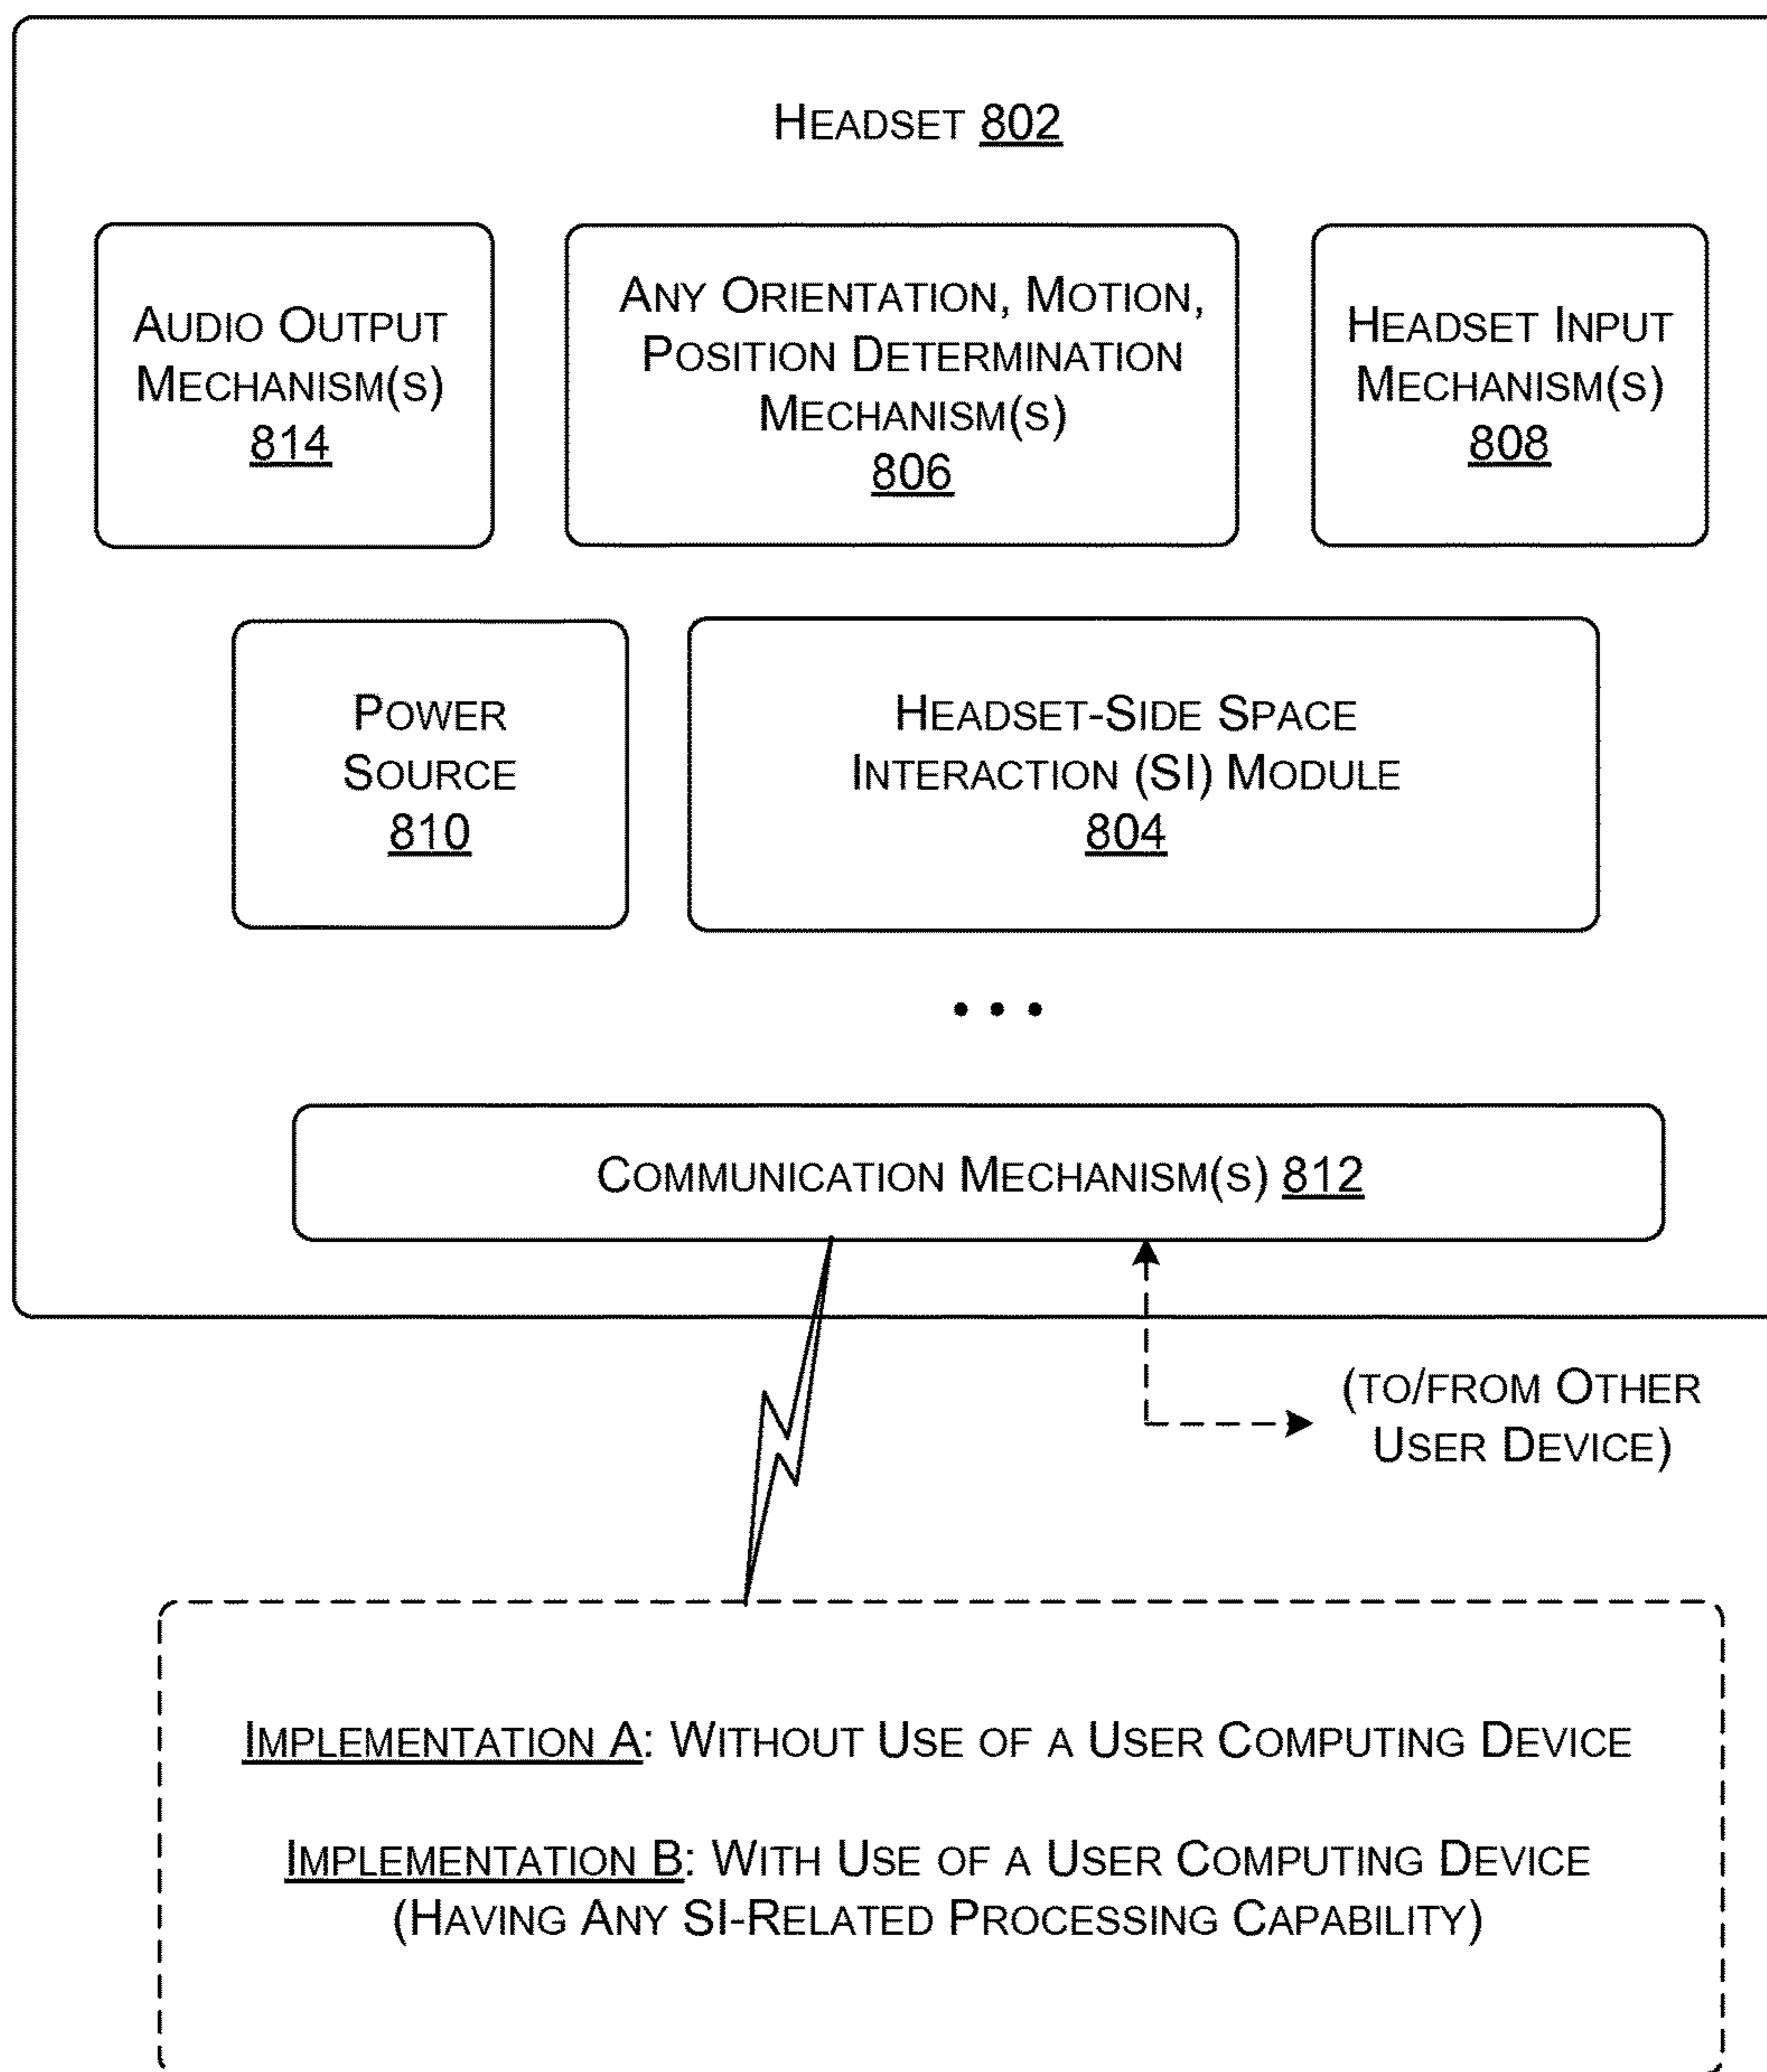 HEADSET 802
AUDIO OUTPUT
MECHANISM(S)
814
ANY ORIENTATION, MOTION,
POSITION DETERMINATION
MECHANISM(S)
806
HEADSET INPUT
MECHANISM(S)
808
POWER
SOURCE
810
HEADSET-SIDE SPACE
INTERACTION (SI) MODULE
804
• • •
COMMUNICATION MECHANISM(S) 812
(TO/FROM OTHER
USER DEVICE)
IMPLEMENTATION A: WITHOUT USE OF A USER COMPUTING DEVICE
IMPLEMENTATION B: WITH USE OF A USER COMPUTING DEVICE
(HAVING ANY SI-RELATED PROCESSING CAPABILITY)